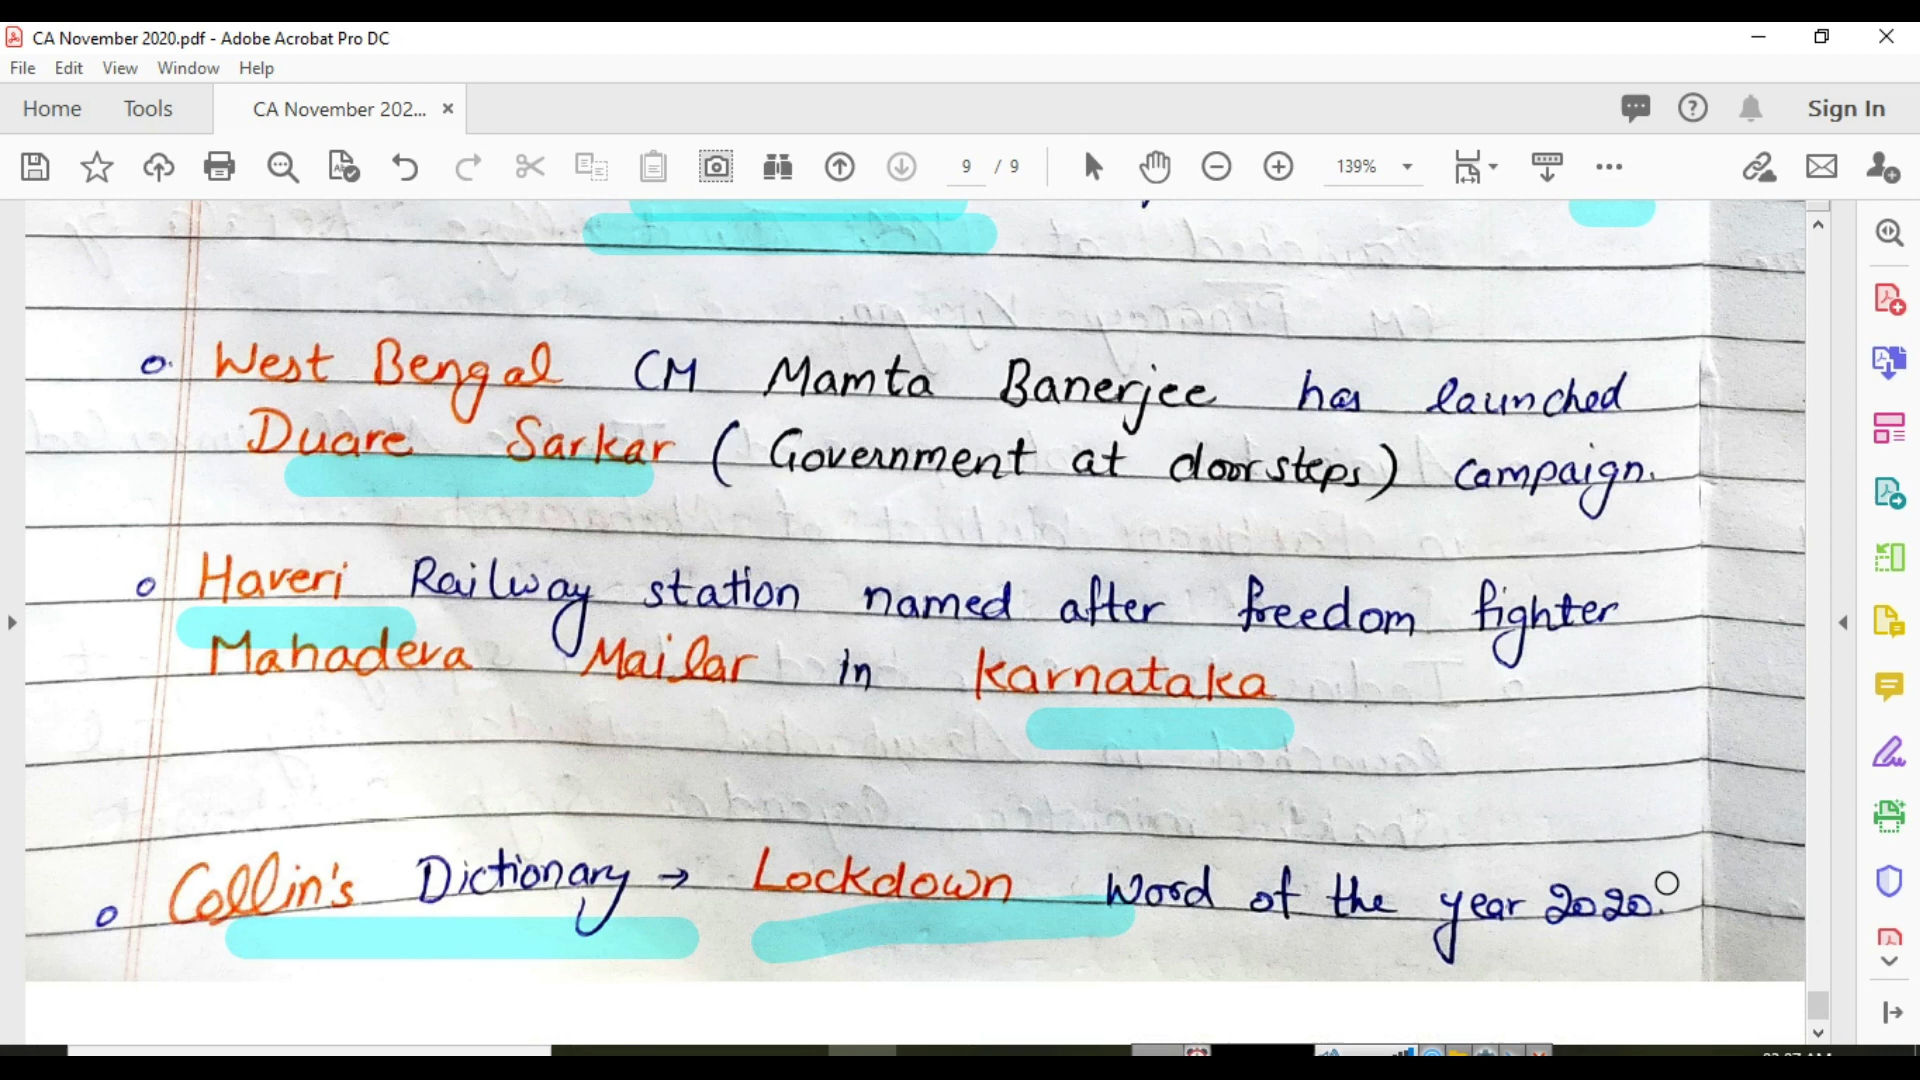 CA November 2020.pdf - Adobe Acrobat Pro DC
File Edit View Window Help
Home Tools CA November 202... × Sign In
9 / 9 139%
West Bengal CM Mamta Banerjee has launched
Duare Sarkar (Government at doorsteps) campaign.
Haveri Railway station named after freedom fighter
Mahadeva Mailar in Karnataka
Collin's Dictionary → Lockdown Word of the year 2020.